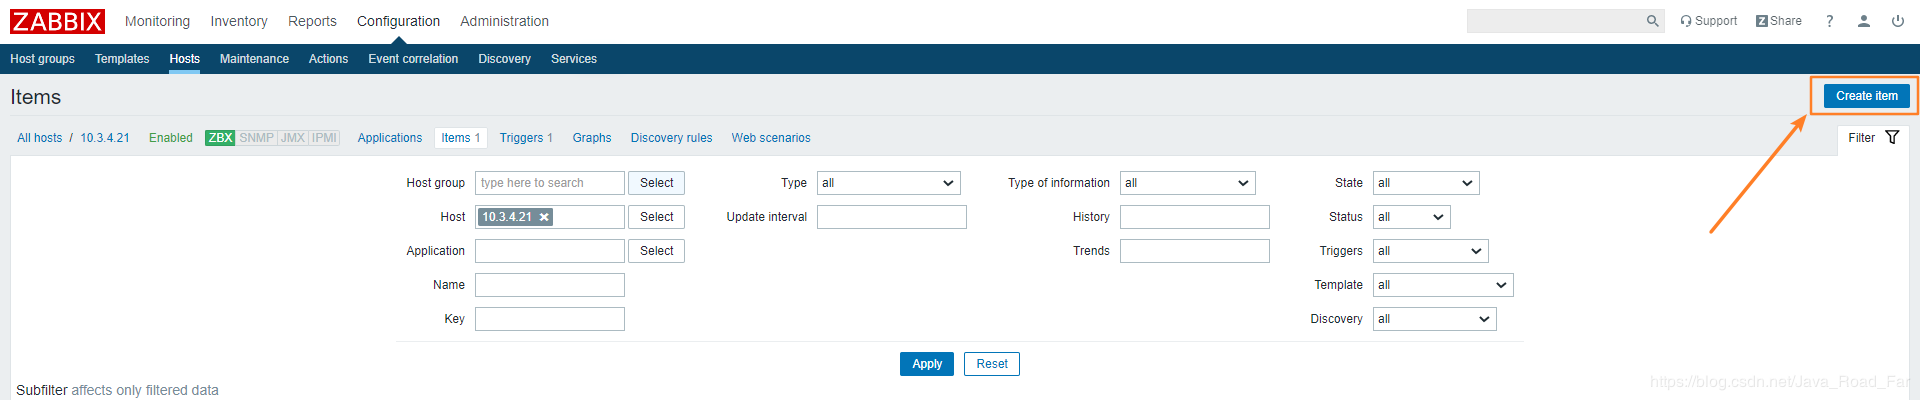 ZABBIX Monitoring Inventory Reports Configuration Administration Support Z Share ?
Host groups Templates Hosts Maintenance Actions Event correlation Discovery Services
Items Create item
All hosts / 10.3.4.21 Enabled ZBX SNMP JMX IPMI Applications Items 1 Triggers 1 Graphs Discovery rules Web scenarios Filter
Host group type here to search Select Type all Type of information all State all
Host 10.3.4.21 Select Update interval History Status all
Application Select Trends Triggers all
Name Template all
Key Discovery all
Apply Reset
Subfilter affects only filtered data
https://blog.csdn.net/Java_Road_Far